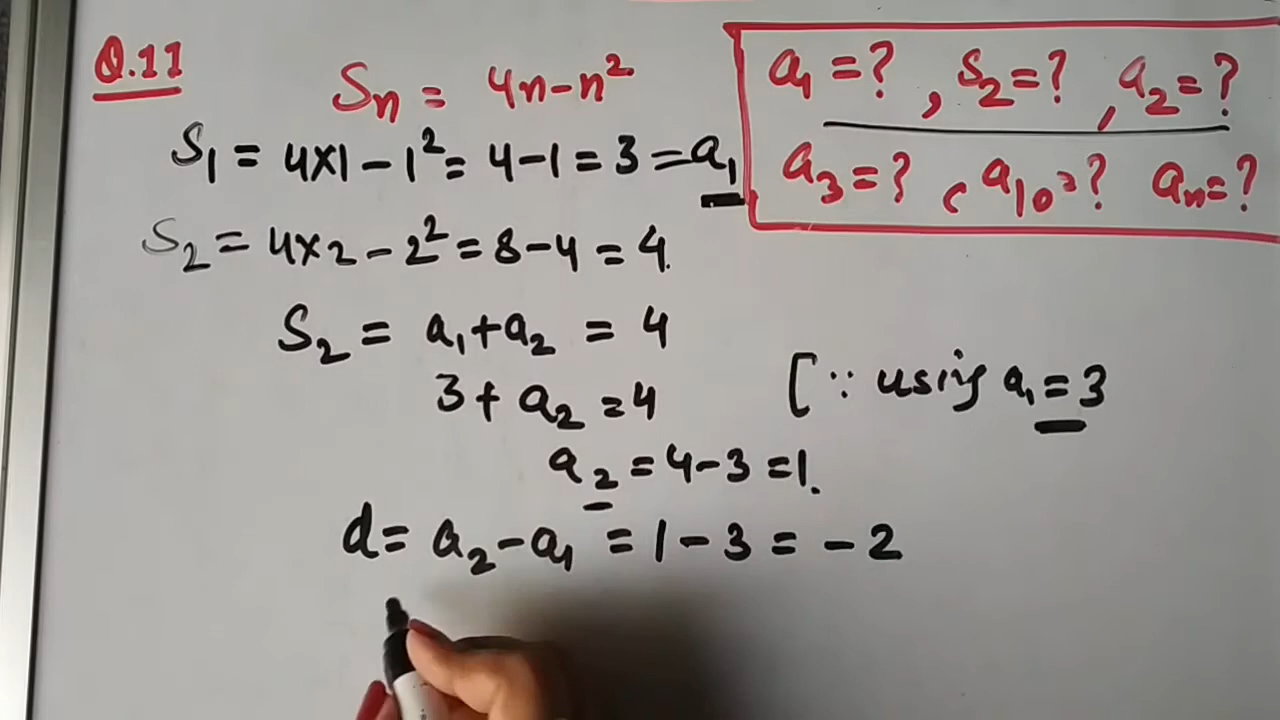 Q.11
Sn = 4n-n²
a₁ = ? , S₂ = ? , a₂ = ?
a₃ = ? , a₁₀ = ? aₙ = ?
S₁ = 4×1 - 1² = 4-1 = 3 = a₁
S₂ = 4×2 - 2² = 8-4 = 4.
S₂ = a₁+a₂ = 4
3+ a₂ = 4 [∵ using a₁ = 3
a₂ = 4-3 = 1.
d = a₂-a₁ = 1-3 = -2